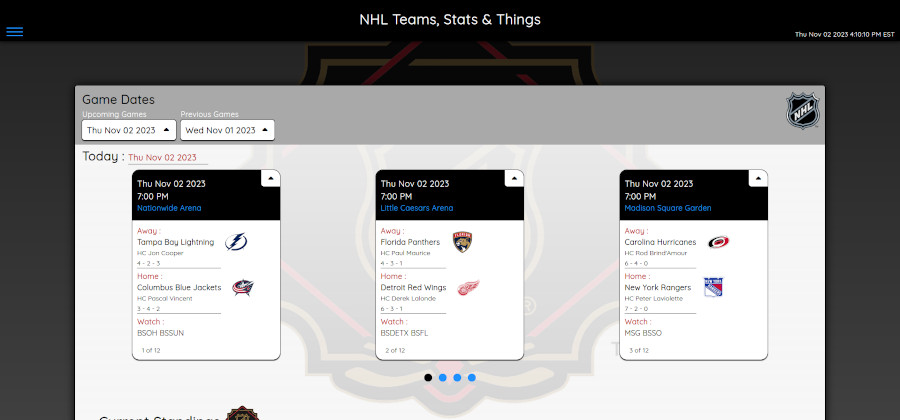 NHL Teams, Stats & Things
Thu Nov 02 2023 4:10:10 PM EST
Game Dates
Upcoming Games
Previous Games
Thu Nov 02 2023
Wed Nov 01 2023
NHL
Today : Thu Nov 02 2023
Thu Nov 02 2023
7:00 PM
Nationwide Arena
Away :
Tampa Bay Lightning
HC Jon Cooper
4 - 2 - 3
Home :
Columbus Blue Jackets
HC Pascal Vincent
3 - 4 - 2
Watch :
BSOH BSSUN
1 of 12
Thu Nov 02 2023
7:00 PM
Little Caesars Arena
Away :
Florida Panthers
HC Paul Maurice
4 - 3 - 1
Home :
Detroit Red Wings
HC Derek Lalonde
6 - 3 - 1
Watch :
BSDETX BSFL
2 of 12
Thu Nov 02 2023
7:00 PM
Madison Square Garden
Away :
Carolina Hurricanes
HC Rod Brind'Amour
6 - 4 - 0
Home :
New York Rangers
HC Peter Laviolette
7 - 2 - 0
Watch :
MSG BSSO
3 of 12
Current Standings